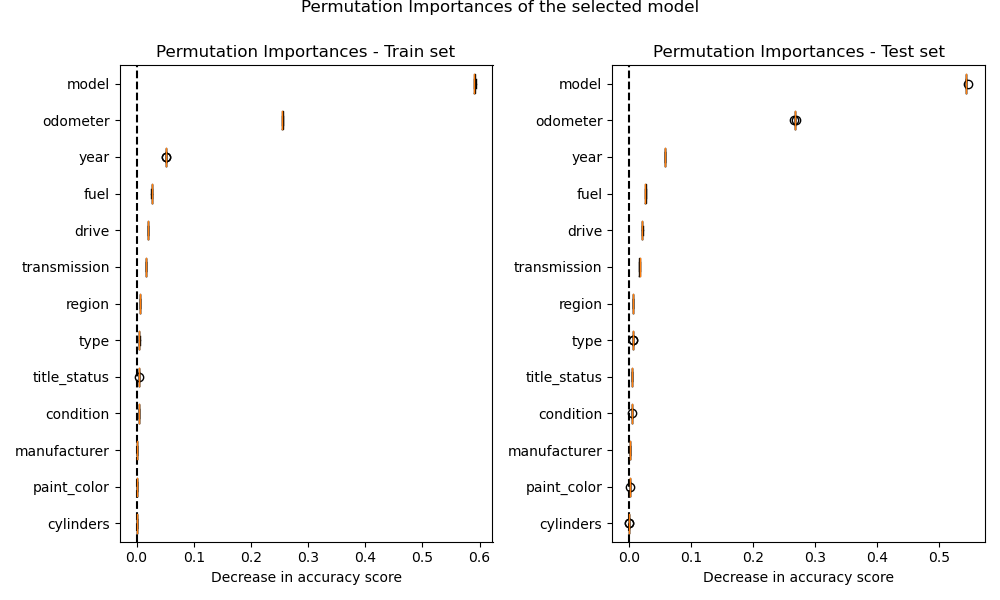 Permutation Importances of the selected model
Permutation Importances - Train set
model
odometer
year
fuel
drive
transmission
region
type
title_status
condition
manufacturer
paint_color
cylinders
0.0 0.1 0.2 0.3 0.4 0.5 0.6
Decrease in accuracy score
Permutation Importances - Test set
model
odometer
year
fuel
drive
transmission
region
type
title_status
condition
manufacturer
paint_color
cylinders
0.0 0.1 0.2 0.3 0.4 0.5
Decrease in accuracy score